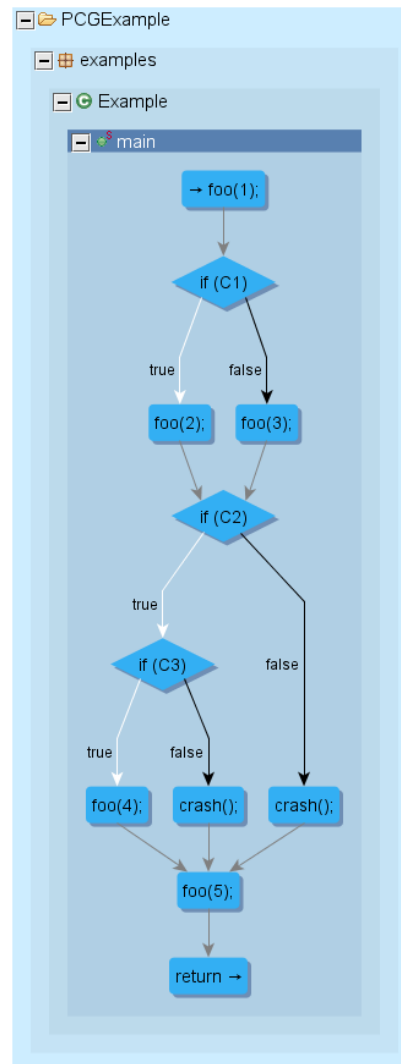 PCGExample
examples
Example
main
→ foo(1);
if (C1)
true
false
foo(2);
foo(3);
if (C2)
true
false
if (C3)
true
false
foo(4);
crash();
crash();
foo(5);
return →